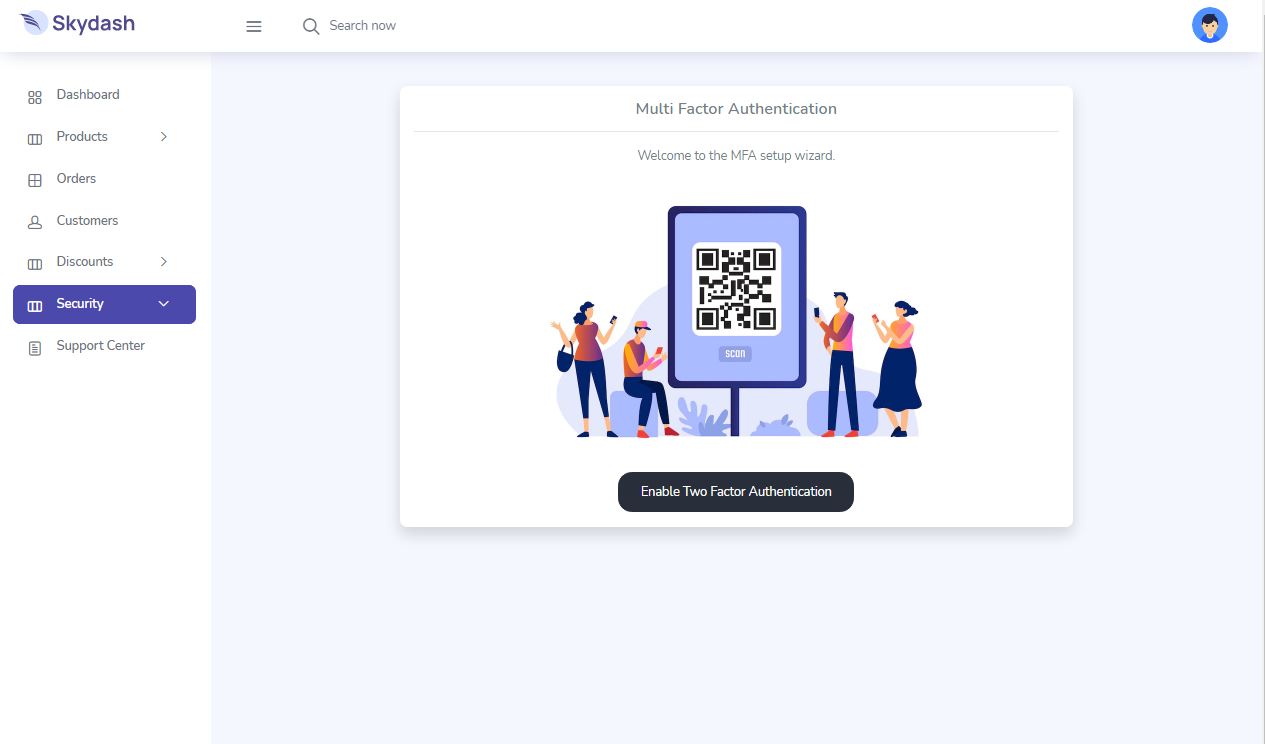 Skydash
Search now
Dashboard
Products
Orders
Customers
Discounts
Security
Support Center
Multi Factor Authentication
Welcome to the MFA setup wizard.
scan
Enable Two Factor Authentication